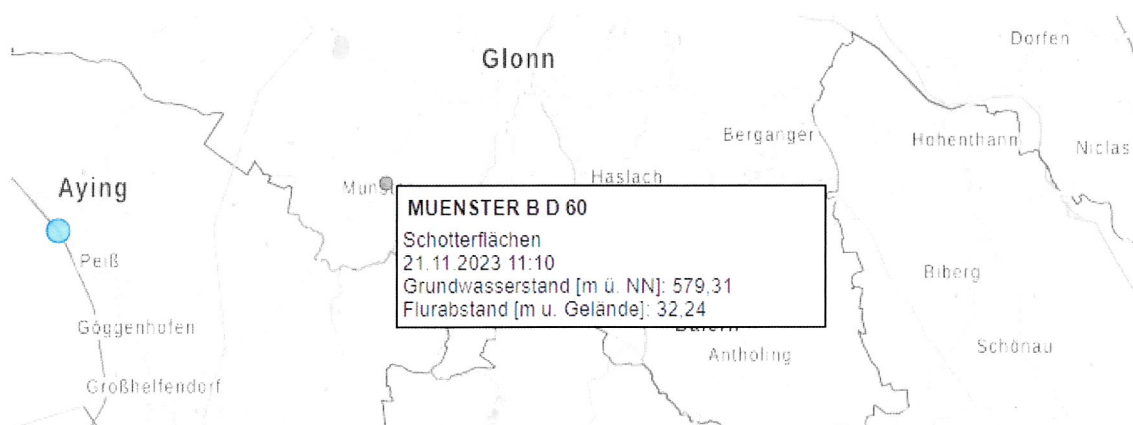 Dorfen
Glonn
Berganger
Hohenthann
Niclas
Haslach
Aying
MUENSTER B D 60
Schotterflächen
21.11.2023 11:10
Grundwasserstand [m ü. NN]: 579,31
Flurabstand [m u. Gelände]: 32,24
Peiß
Biberg
Göggenhofen
Antholing
Schönau
Großhelfendorf